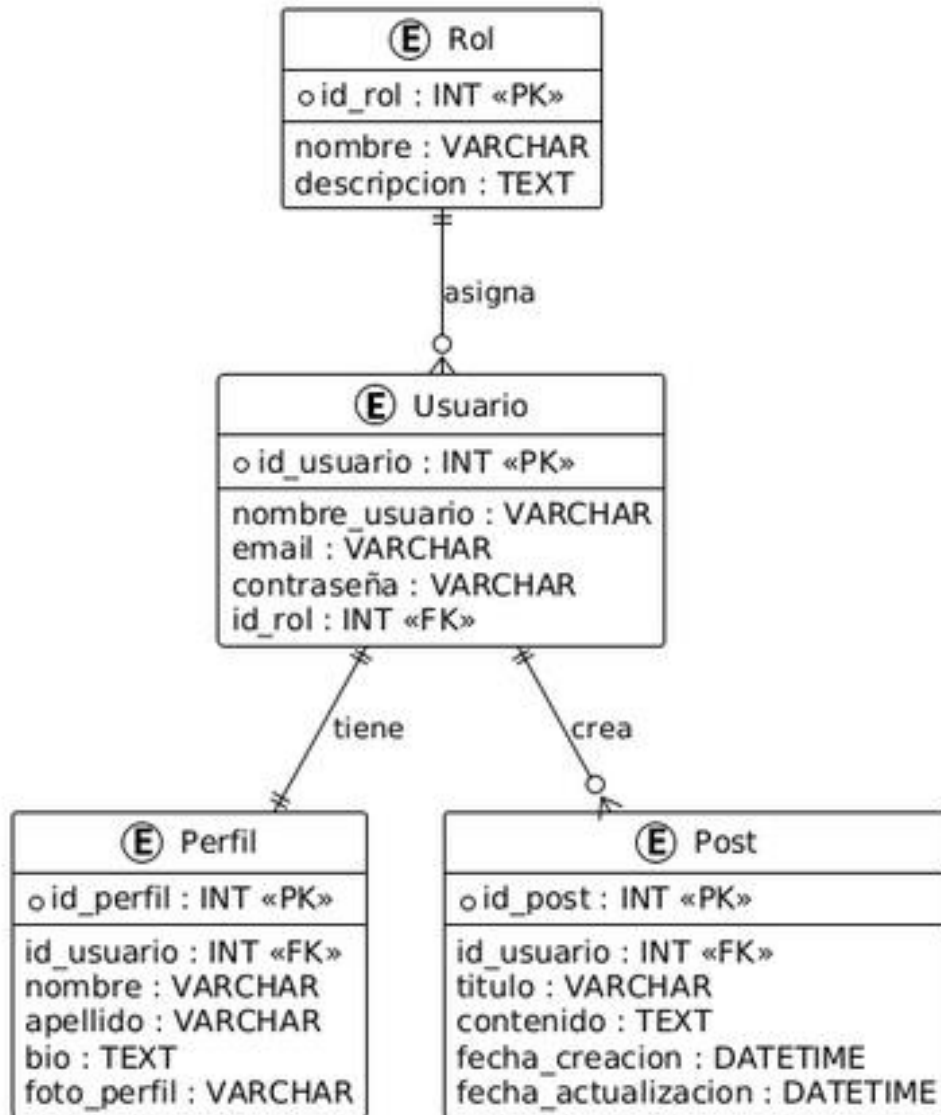 E Rol
id_rol : INT «PK»
nombre : VARCHAR
descripcion : TEXT
asigna
E Usuario
id_usuario : INT «PK»
nombre_usuario : VARCHAR
email : VARCHAR
contraseña : VARCHAR
id_rol : INT «FK»
tiene
crea
E Perfil
id_perfil : INT «PK»
id_usuario : INT «FK»
nombre : VARCHAR
apellido : VARCHAR
bio : TEXT
foto_perfil : VARCHAR
E Post
id_post : INT «PK»
id_usuario : INT «FK»
titulo : VARCHAR
contenido : TEXT
fecha_creacion : DATETIME
fecha_actualizacion : DATETIME